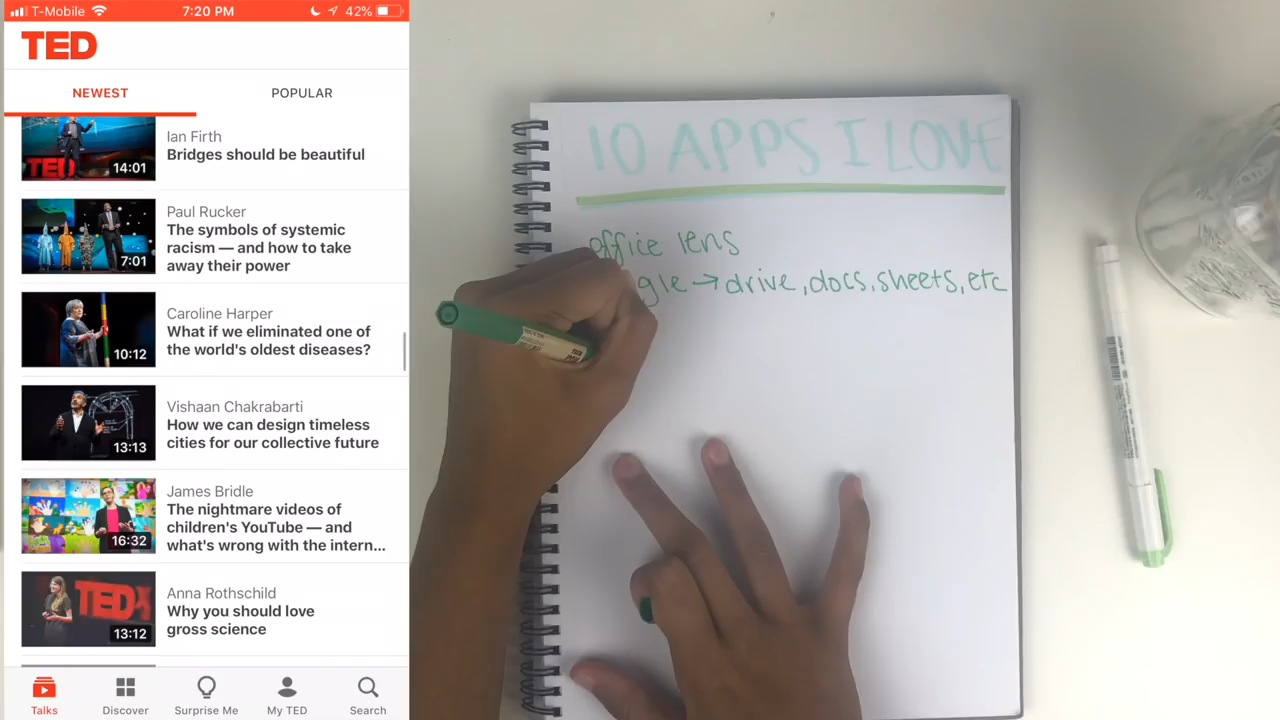 T-Mobile 7:20 PM 42%
TED
NEWEST POPULAR
Ian Firth
Bridges should be beautiful
TED
14:01
Paul Rucker
The symbols of systemic
racism — and how to take
away their power
7:01
Caroline Harper
What if we eliminated one of
the world's oldest diseases?
10:12
Vishaan Chakrabarti
How we can design timeless
cities for our collective future
13:13
James Bridle
The nightmare videos of
children's YouTube — and
what's wrong with the intern...
16:32
Anna Rothschild
Why you should love
gross science
TEDX
13:12
Talks Discover Surprise Me My TED Search
10 APPS I LOVE
office lens
gle → drive, docs, sheets, etc